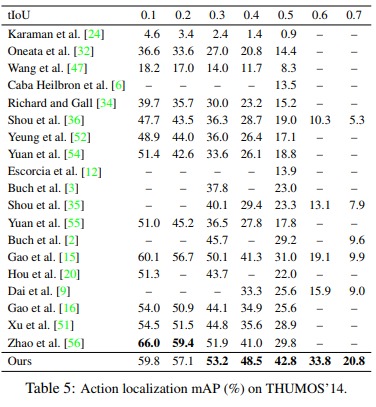 tIoU 0.1 0.2 0.3 0.4 0.5 0.6 0.7
Karaman et al. [24] 4.6 3.4 2.4 1.4 0.9 – –
Oneata et al. [32] 36.6 33.6 27.0 20.8 14.4 – –
Wang et al. [47] 18.2 17.0 14.0 11.7 8.3 – –
Caba Heilbron et al. [6] – – – – 13.5 – –
Richard and Gall [34] 39.7 35.7 30.0 23.2 15.2 – –
Shou et al. [36] 47.7 43.5 36.3 28.7 19.0 10.3 5.3
Yeung et al. [52] 48.9 44.0 36.0 26.4 17.1 – –
Yuan et al. [54] 51.4 42.6 33.6 26.1 18.8 – –
Escorcia et al. [12] – – – – 13.9 – –
Buch et al. [3] – – 37.8 – 23.0 – –
Shou et al. [35] – – 40.1 29.4 23.3 13.1 7.9
Yuan et al. [55] 51.0 45.2 36.5 27.8 17.8 – –
Buch et al. [2] – – 45.7 – 29.2 – 9.6
Gao et al. [15] 60.1 56.7 50.1 41.3 31.0 19.1 9.9
Hou et al. [20] 51.3 – 43.7 – 22.0 – –
Dai et al. [9] – – – 33.3 25.6 15.9 9.0
Gao et al. [16] 54.0 50.9 44.1 34.9 25.6 – –
Xu et al. [51] 54.5 51.5 44.8 35.6 28.9 – –
Zhao et al. [56] 66.0 59.4 51.9 41.0 29.8 – –
Ours 59.8 57.1 53.2 48.5 42.8 33.8 20.8
Table 5: Action localization mAP (%) on THUMOS'14.